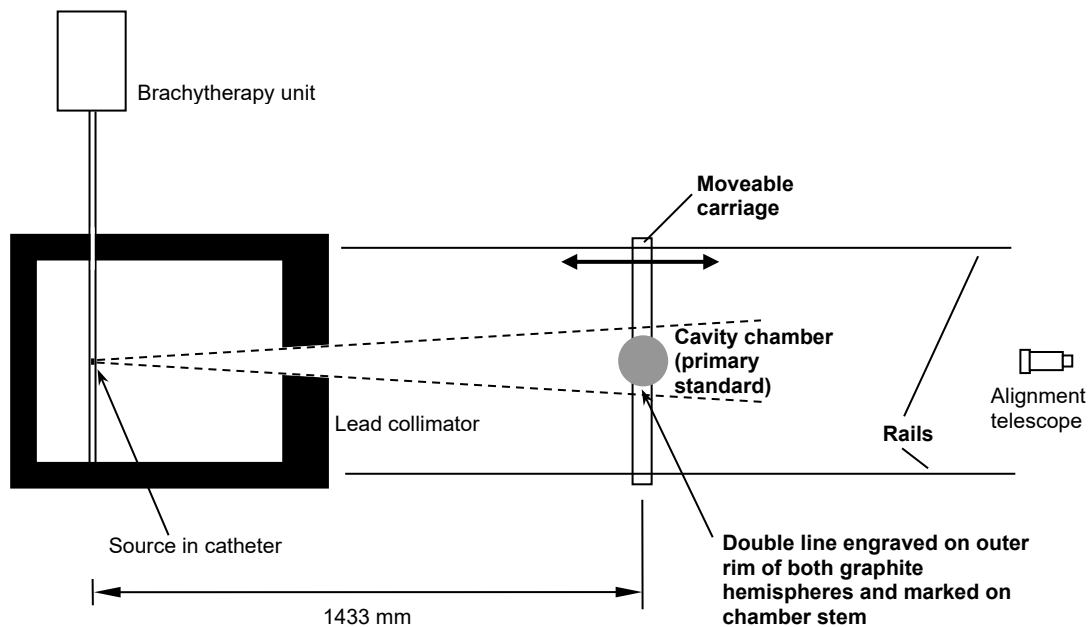 Brachytherapy unit
Moveable
carriage
Cavity chamber
(primary
standard)
Alignment
telescope
Lead collimator
Rails
Source in catheter
Double line engraved on outer
rim of both graphite
hemispheres and marked on
chamber stem
1433 mm